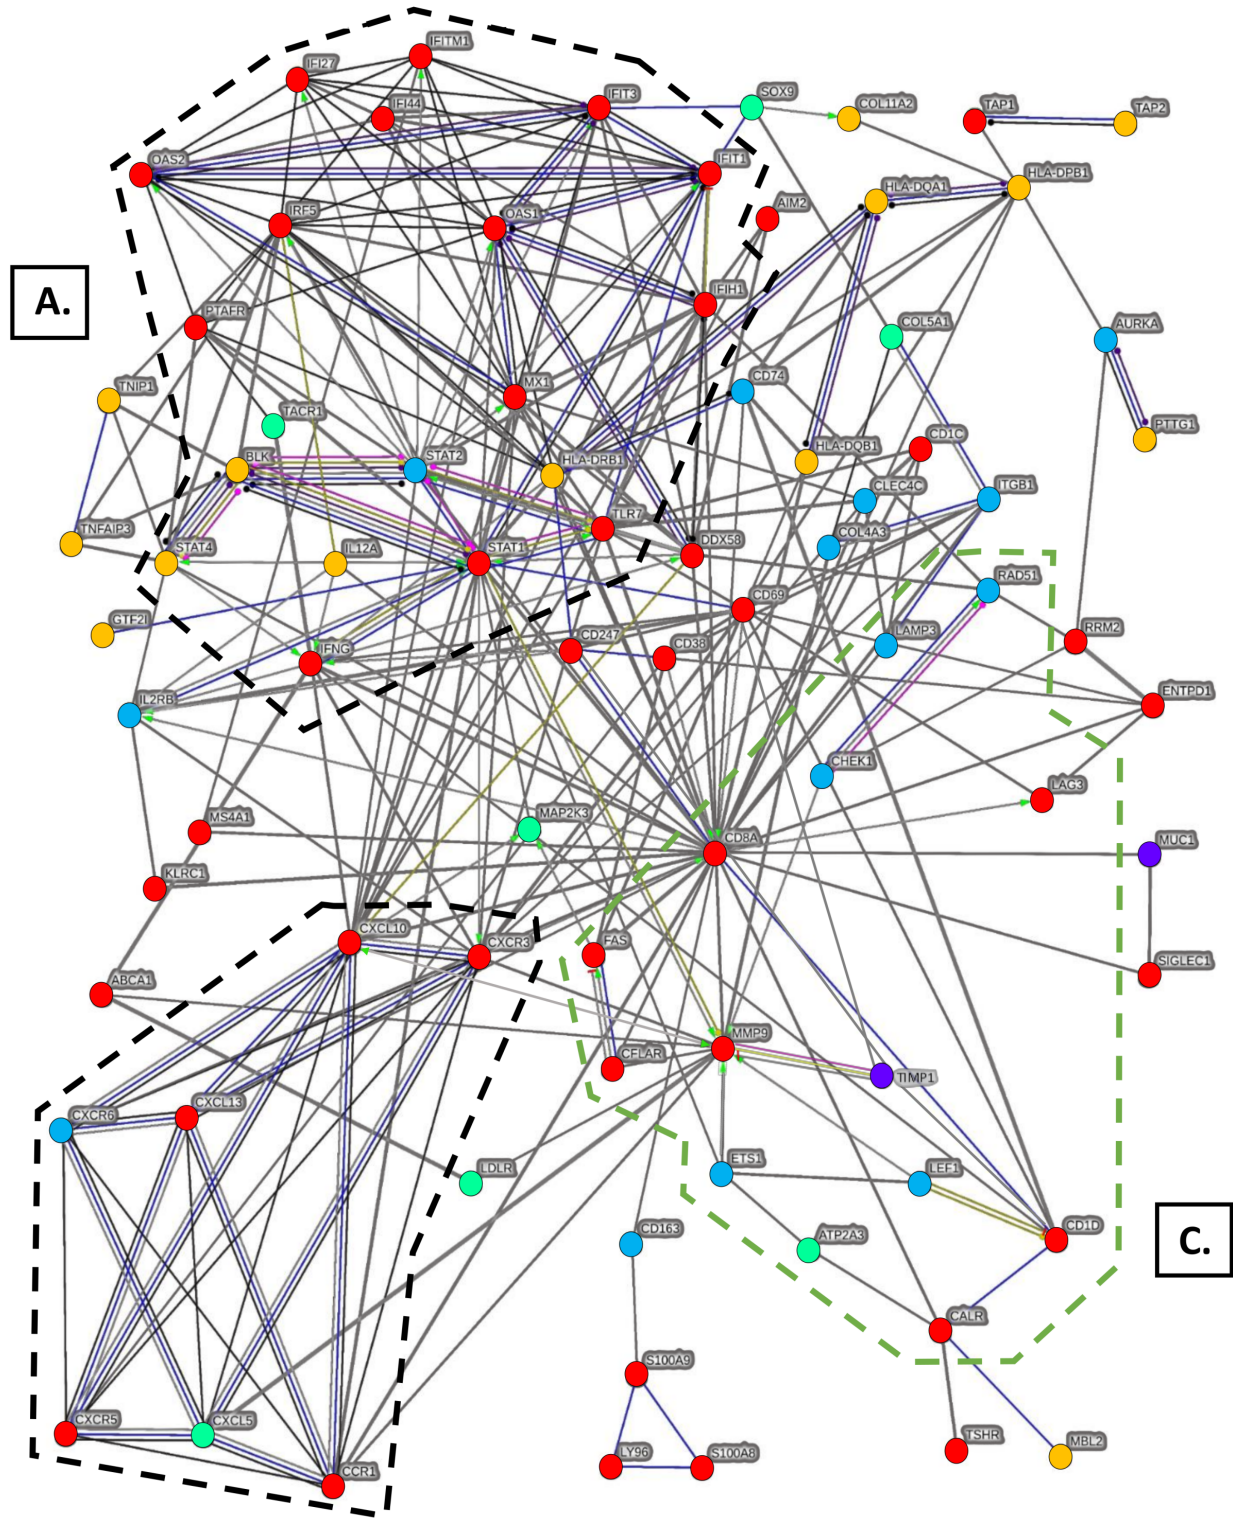 IFITM1
IFI27
IFIT3
SOX9
COL11A2
TAP1
TAP2
IFI44
OAS2
IFIT1
HLA-DQA1
HLA-DPB1
IRF5
OAS1
AIM2
A.
IFIH1
PTAFR
COL5A1
AURKA
TNIP1
MX1
CD74
TACR1
PTTG1
BLK
STAT2
HLA-DRB1
HLA-DQB1
CD1C
CLEC4C
ITGB1
TNFAIP3
TLR7
COL4A3
STAT4
IL12A
STAT1
DDX58
RAD51
GTF2I
CD69
RRM2
IFNG
CD247
CD38
LAMP3
IL2RB
ENTPD1
CHEK1
LAG3
MS4A1
MAP2K3
CD8A
MUC1
KLRC1
CXCL10
CXCR3
FAS
SIGLEC1
ABCA1
MMP9
CFLAR
TIMP1
CXCR6
CXCL13
LDLR
ETS1
LEF1
CD163
ATP2A3
CD1D
C.
CALR
S100A9
CXCR5
CXCL5
CCR1
LY96
S100A8
TSHR
MBL2